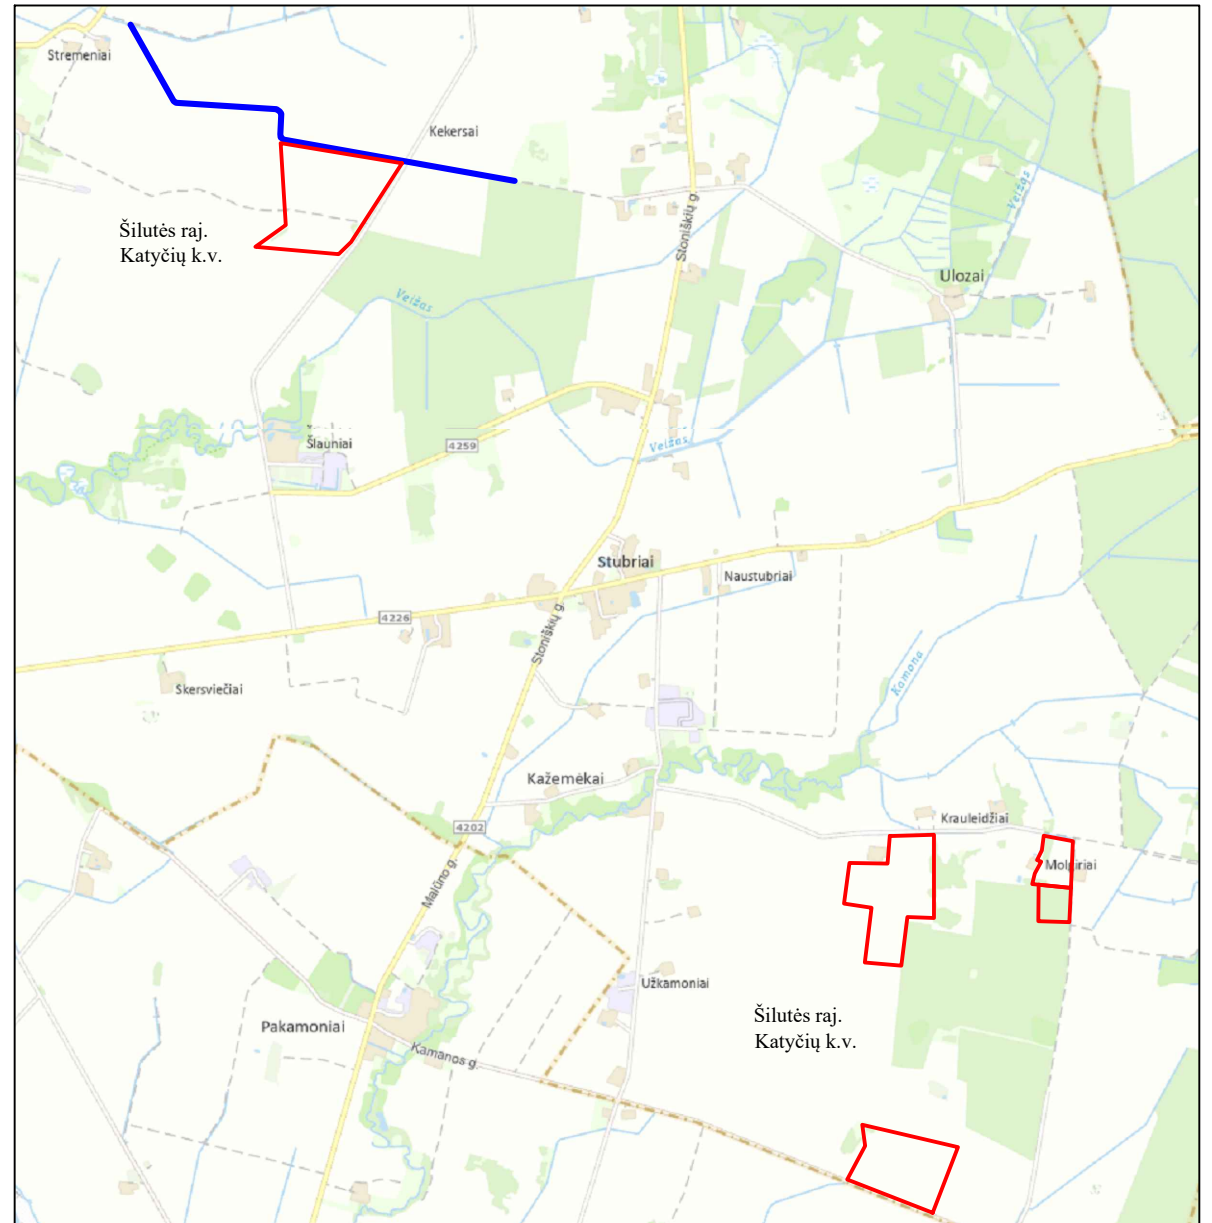 Stremeniai
Kekersai
Šilutės raj.
Katyčių k.v.
Stoniškių g.
Veižas
Ulozai
Veižas
Šlauniai
4259
Veižas
Stubriai
Naustubriai
4226
Stoniškių g.
Skersviečiai
Kamona
Kažemėkai
4202
Krauleidžiai
Malūno g.
Užkamoniai
Šilutės raj.
Katyčių k.v.
Pakamoniai
Kamanos g.